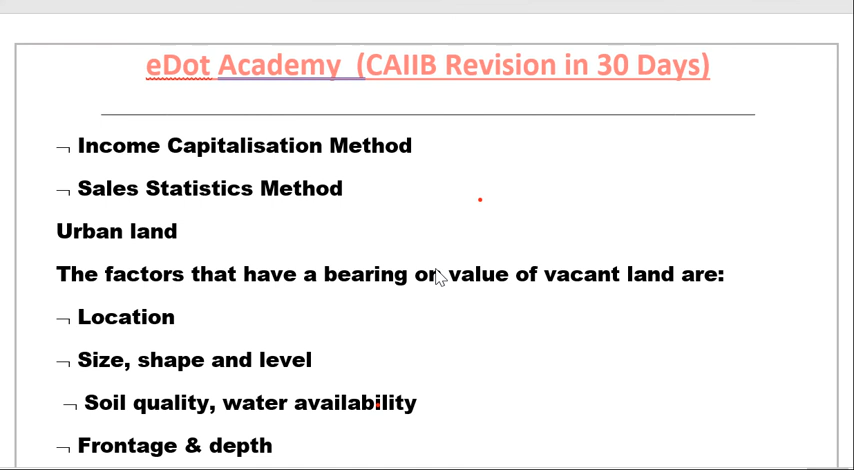 eDot Academy (CAIIB Revision in 30 Days)
¬ Income Capitalisation Method
¬ Sales Statistics Method
Urban land
The factors that have a bearing on value of vacant land are:
¬ Location
¬ Size, shape and level
¬ Soil quality, water availability
¬ Frontage & depth